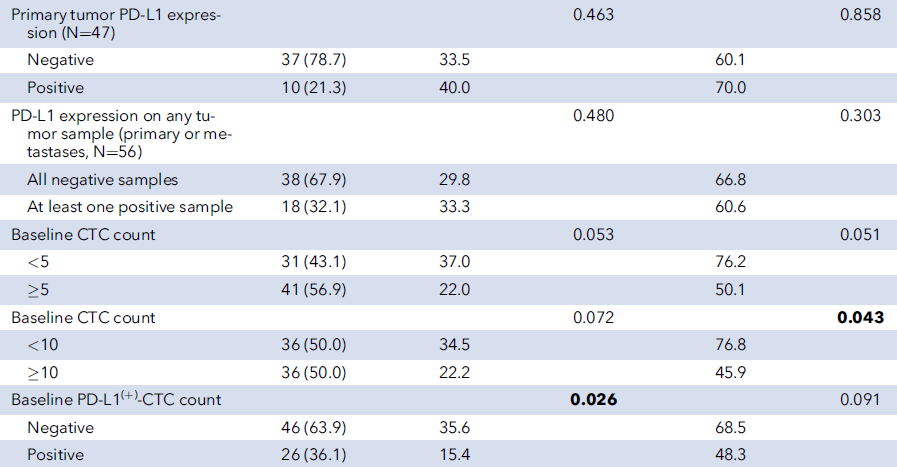 Primary tumor PD-L1 expres- 0.463 0.858
sion (N=47)
Negative 37 (78.7) 33.5 60.1
Positive 10 (21.3) 40.0 70.0
PD-L1 expression on any tu- 0.480 0.303
mor sample (primary or me-
tastases, N=56)
All negative samples 38 (67.9) 29.8 66.8
At least one positive sample 18 (32.1) 33.3 60.6
Baseline CTC count 0.053 0.051
<5 31 (43.1) 37.0 76.2
≥5 41 (56.9) 22.0 50.1
Baseline CTC count 0.072 0.043
<10 36 (50.0) 34.5 76.8
≥10 36 (50.0) 22.2 45.9
Baseline PD-L1(+)-CTC count 0.026 0.091
Negative 46 (63.9) 35.6 68.5
Positive 26 (36.1) 15.4 48.3